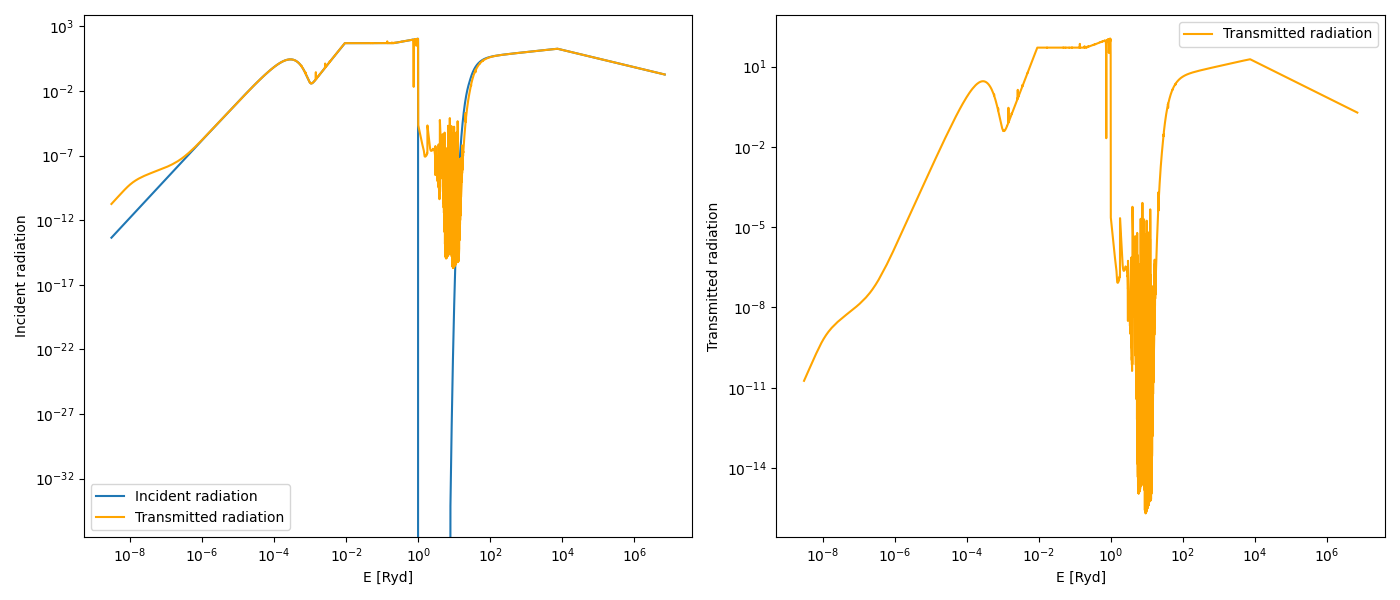 10^3
10^-2
10^-7
10^-12
10^-17
10^-22
10^-27
10^-32
Incident radiation
Incident radiation
Transmitted radiation
10^-8 10^-6 10^-4 10^-2 10^0 10^2 10^4 10^6
E [Ryd]
Transmitted radiation
10^1
10^-2
10^-5
10^-8
10^-11
10^-14
Transmitted radiation
10^-8 10^-6 10^-4 10^-2 10^0 10^2 10^4 10^6
E [Ryd]